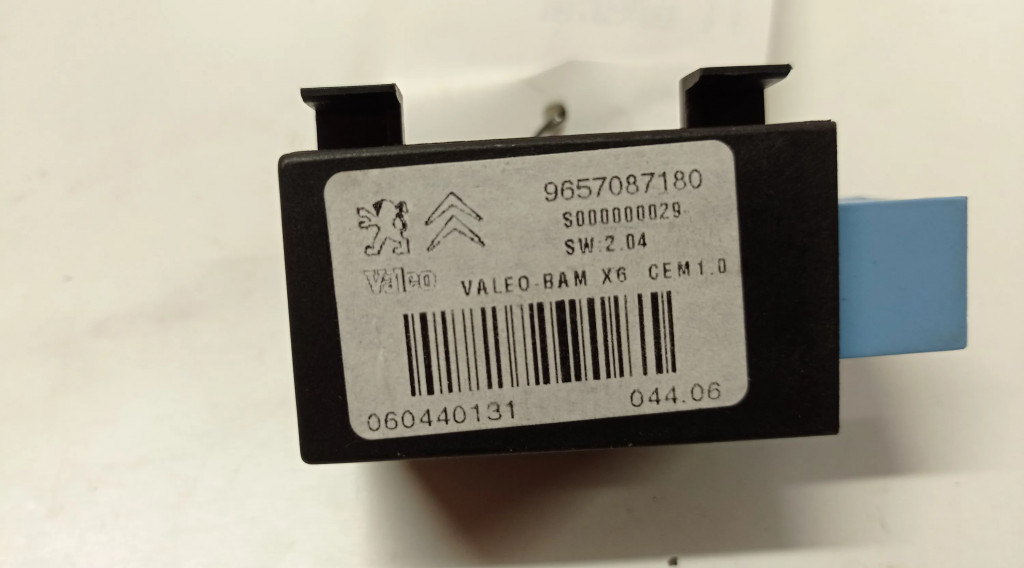 9657087180
S000000029
SW:2.04
Valeo
VALEO-BAM X6 CEM1.0
060440131
044.06